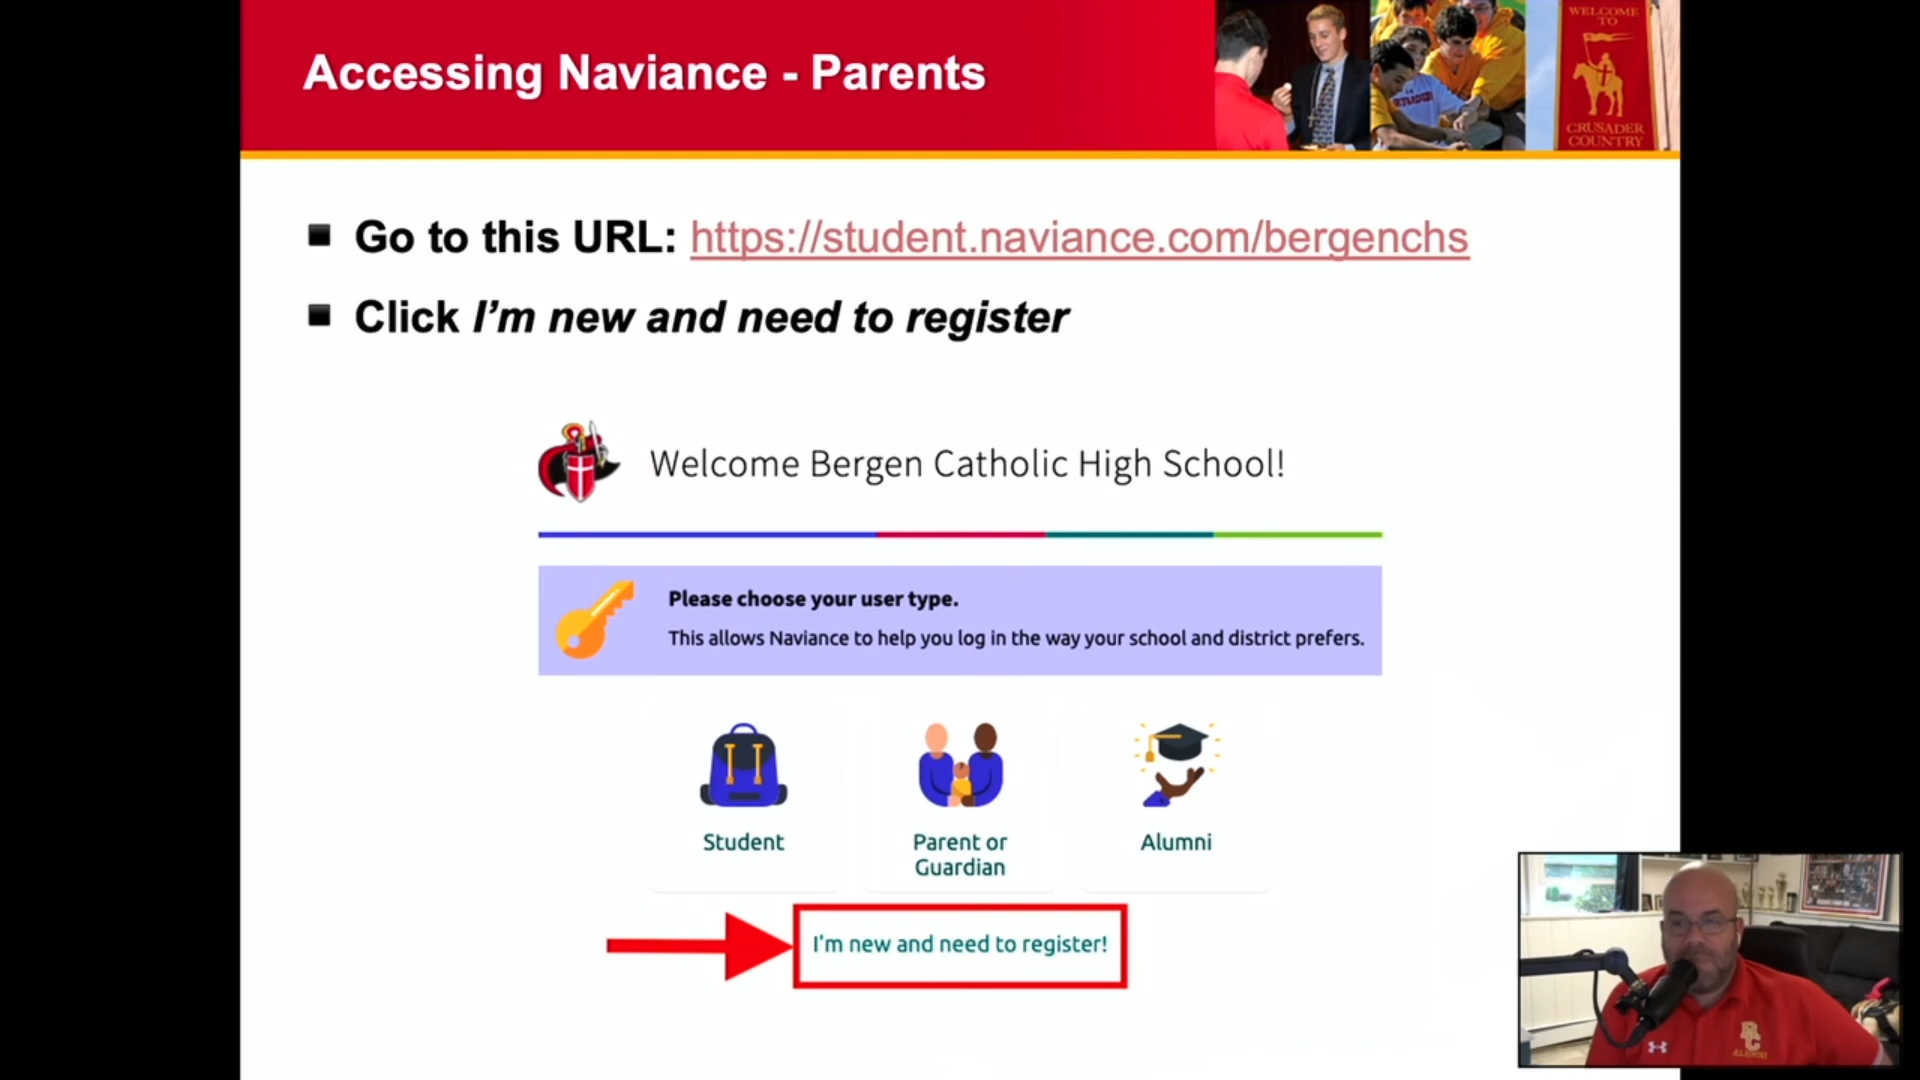 Accessing Naviance - Parents
WELCOME
TO
CRUSADER
COUNTRY
Go to this URL: https://student.naviance.com/bergenchs
Click I'm new and need to register
Welcome Bergen Catholic High School!
Please choose your user type.
This allows Naviance to help you log in the way your school and district prefers.
Student
Parent or
Guardian
Alumni
I'm new and need to register!
BC
ALUMNI